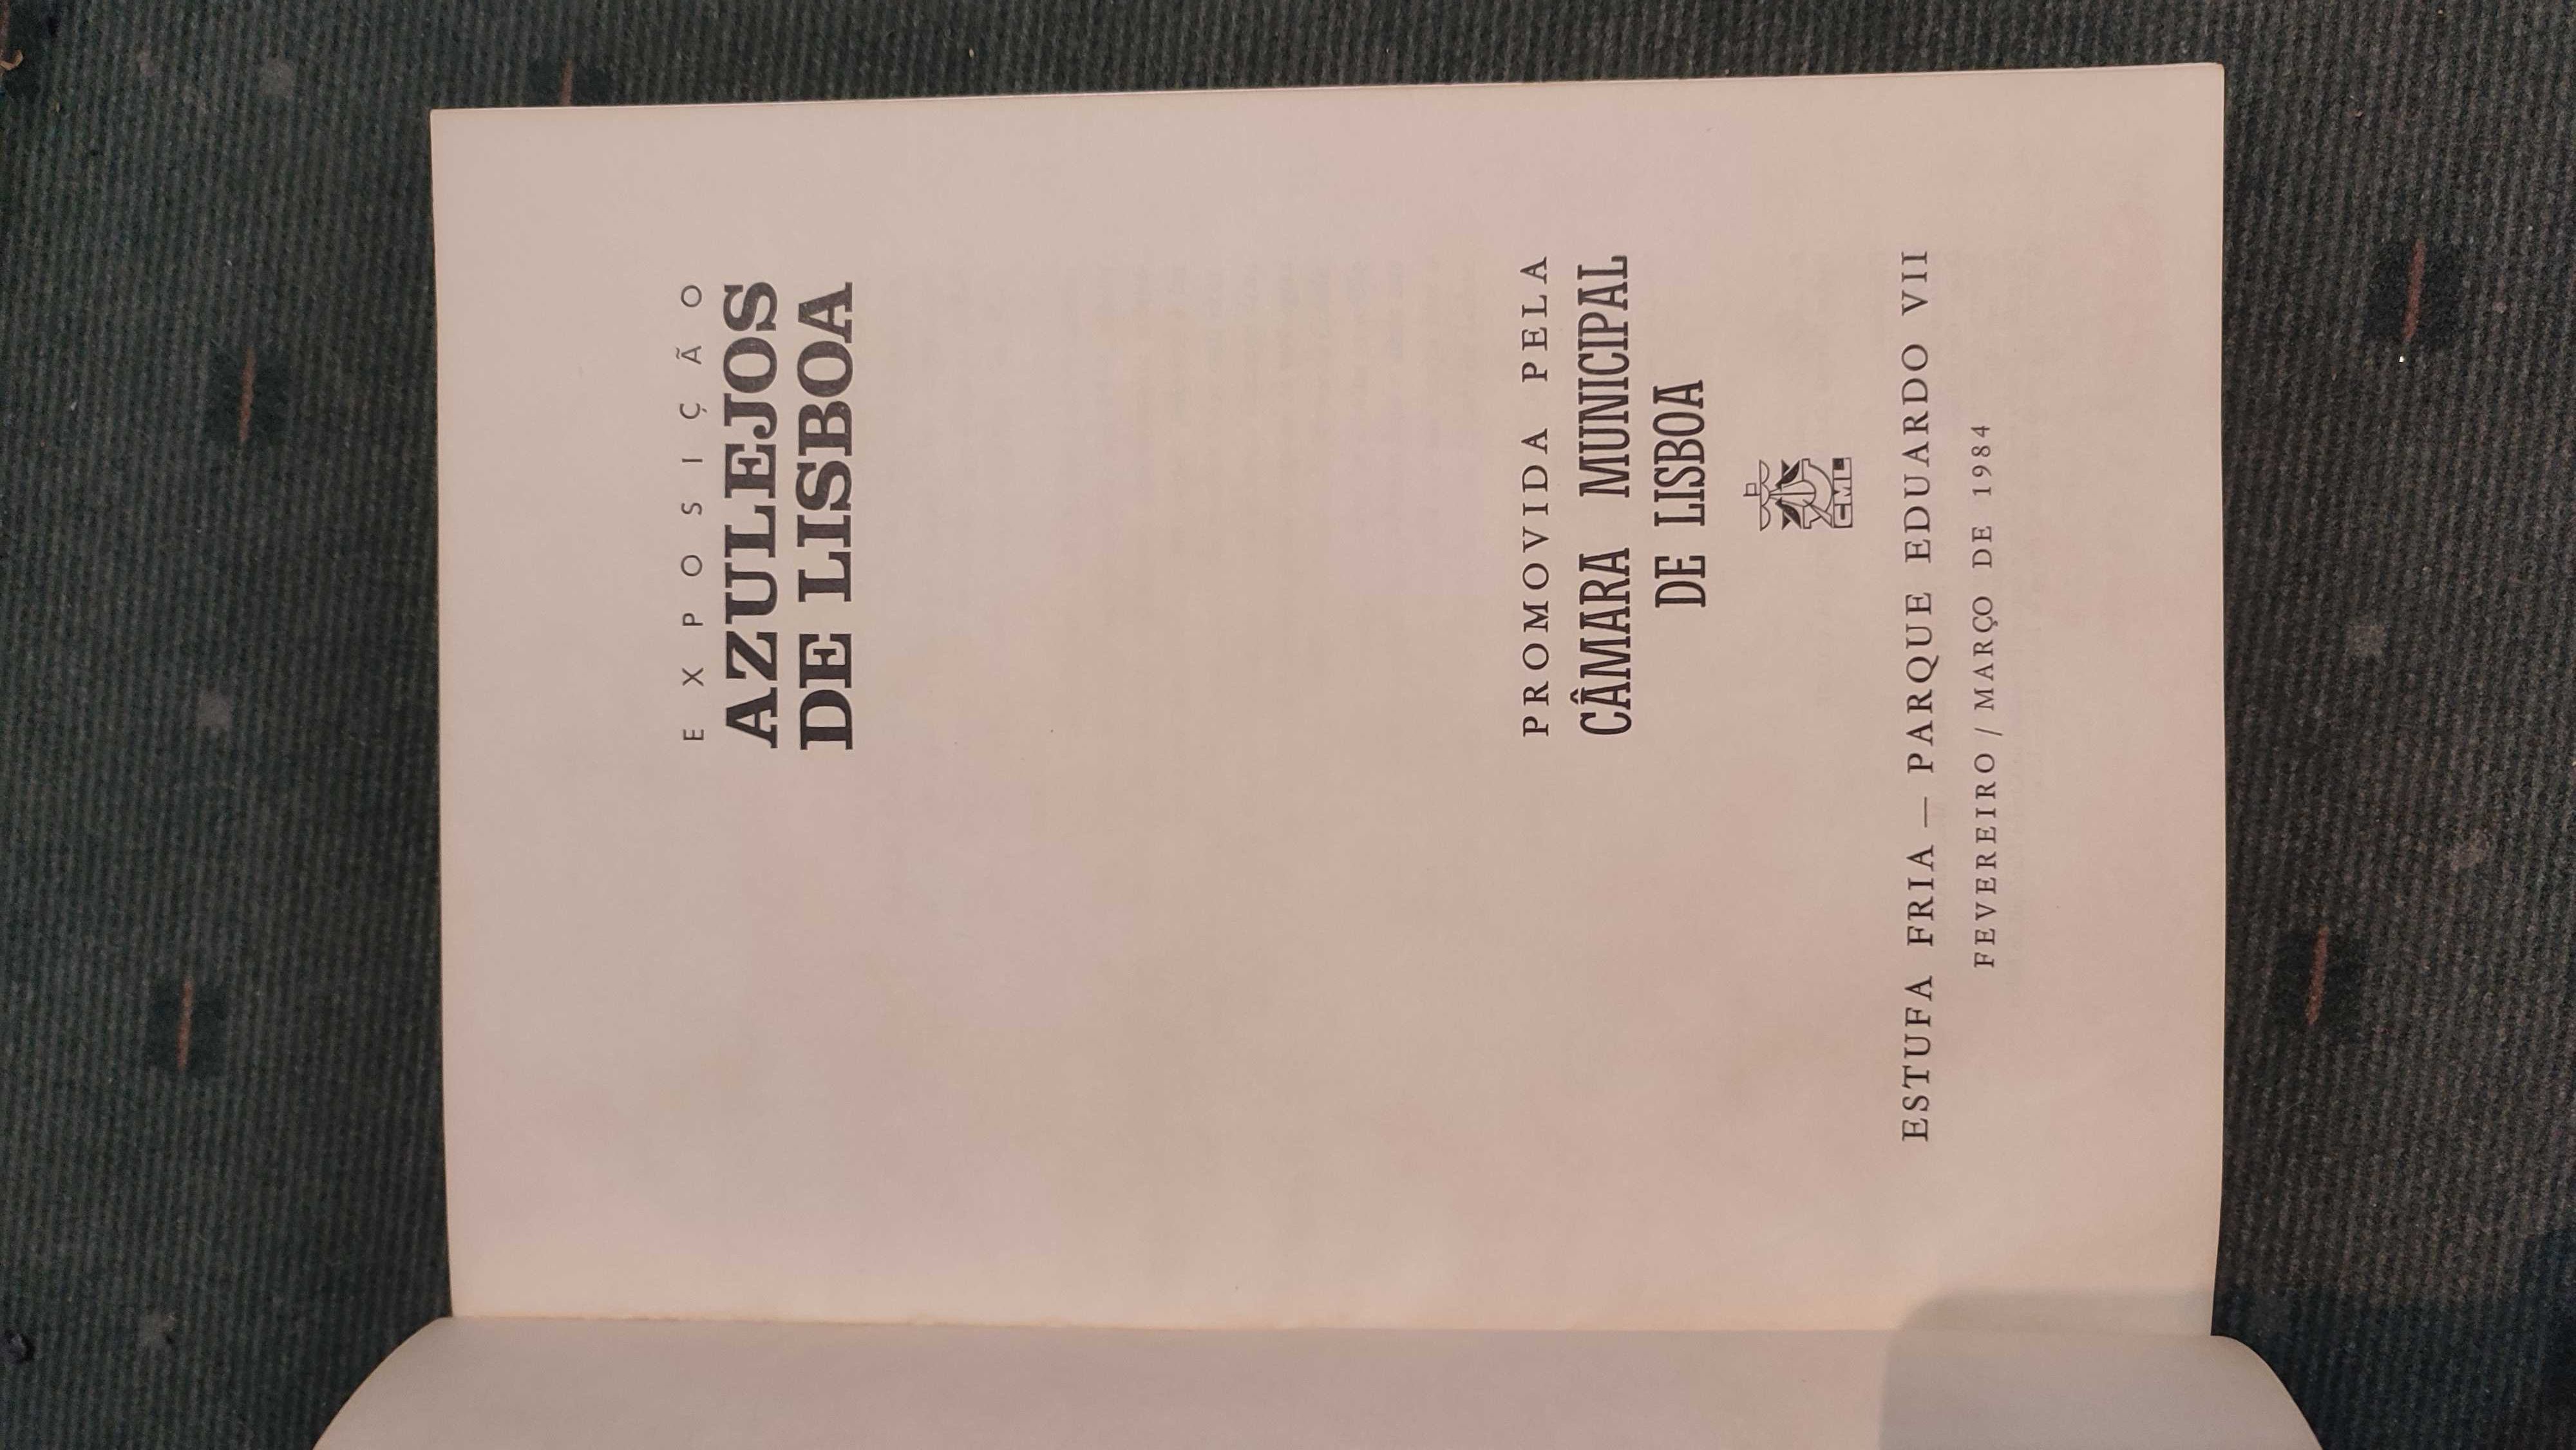 EXPOSIÇÃO
AZULEJOS
DE LISBOA
PROMOVIDA PELA
CÂMARA MUNICIPAL
DE LISBOA
CML
ESTUFA FRIA — PARQUE EDUARDO VII
FEVEREIRO / MARÇO DE 1984